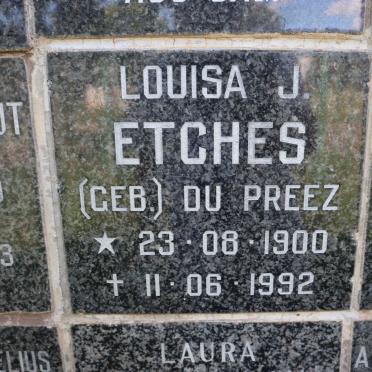 LOUISA J.
ETCHES
(GEB.) DU PREEZ
★ 23·08·1900
✝ 11·06·1992
LAURA